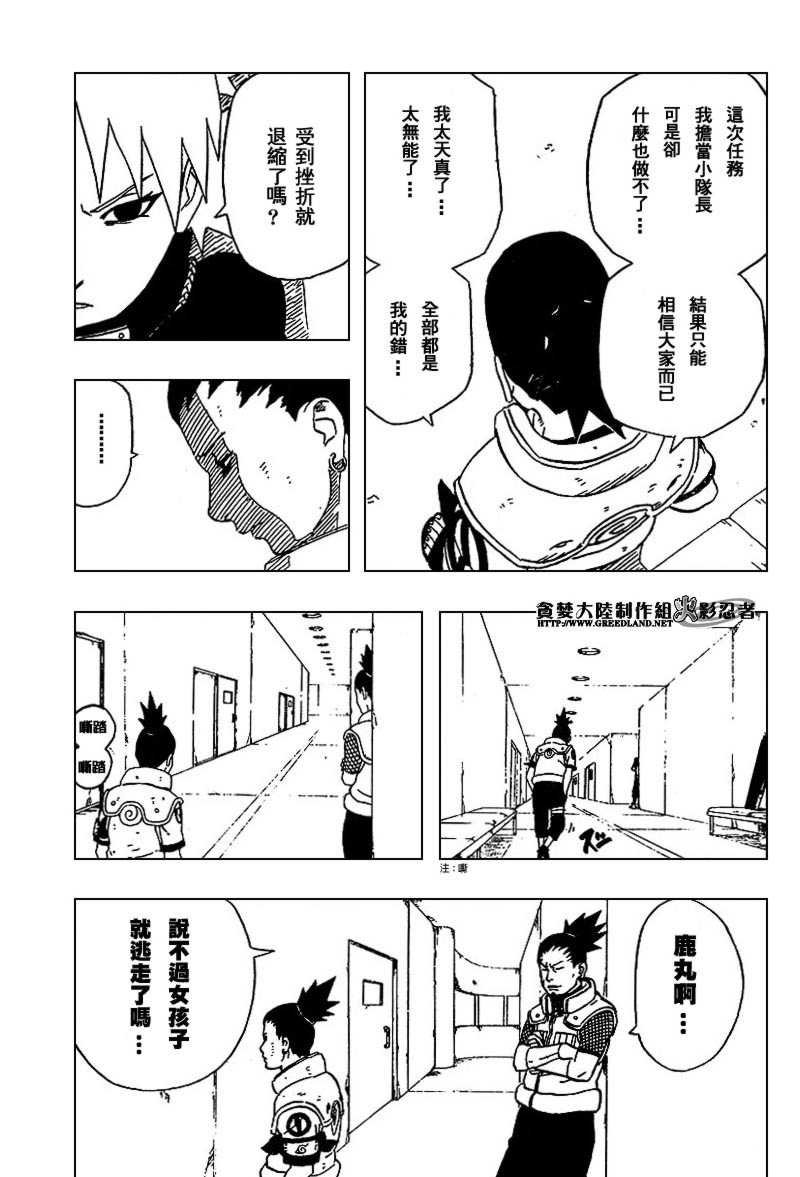 這次任務
我擔當小隊長
可是卻
什麼也做不了…
結果只能
相信大家而已
我太天真了…
太無能了…
全部都是
我的錯…
受到挫折就
退縮了嗎？
………
貪婪大陸制作組 火影忍者
HTTP://WWW.GREEDLAND.NET
スッ
注：嘶
嘶踏
嘶踏
鹿丸啊…
說不過女孩子
就逃走了嗎…